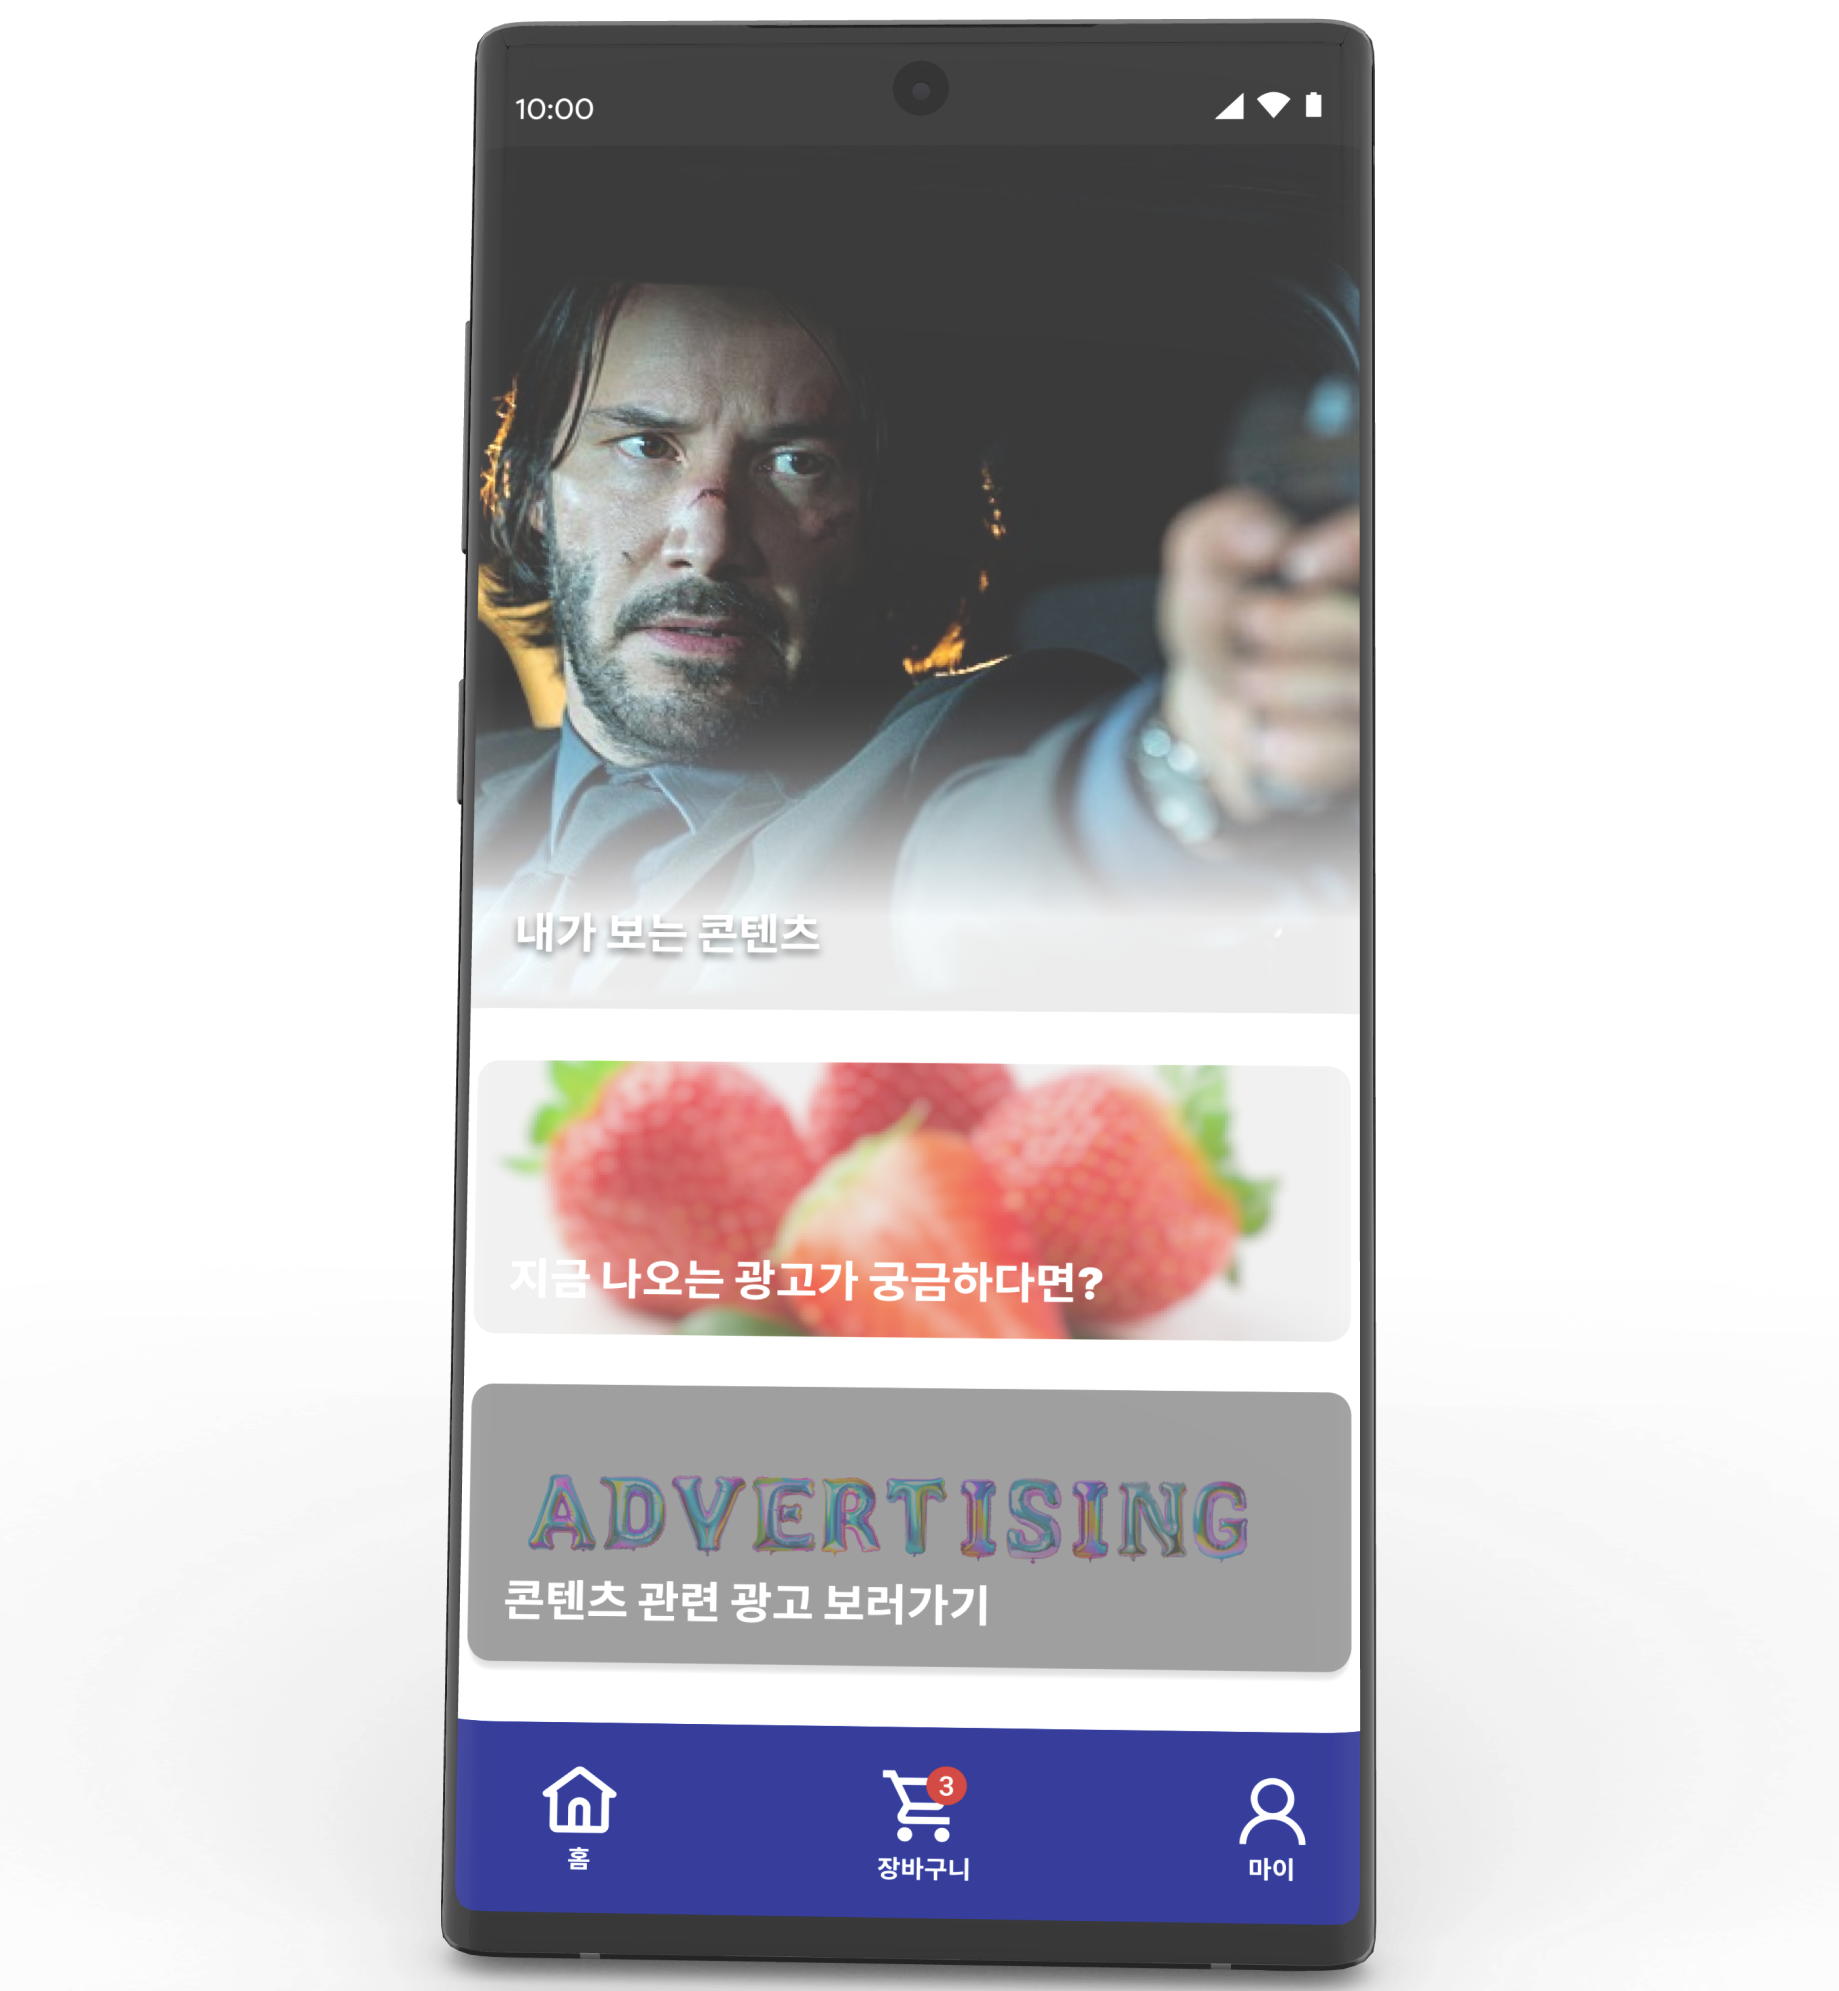 10:00
내가 보는 콘텐츠
지금 나오는 광고가 궁금하다면?
ADVERTISING
콘텐츠 관련 광고 보러가기
3
홈
장바구니
마이